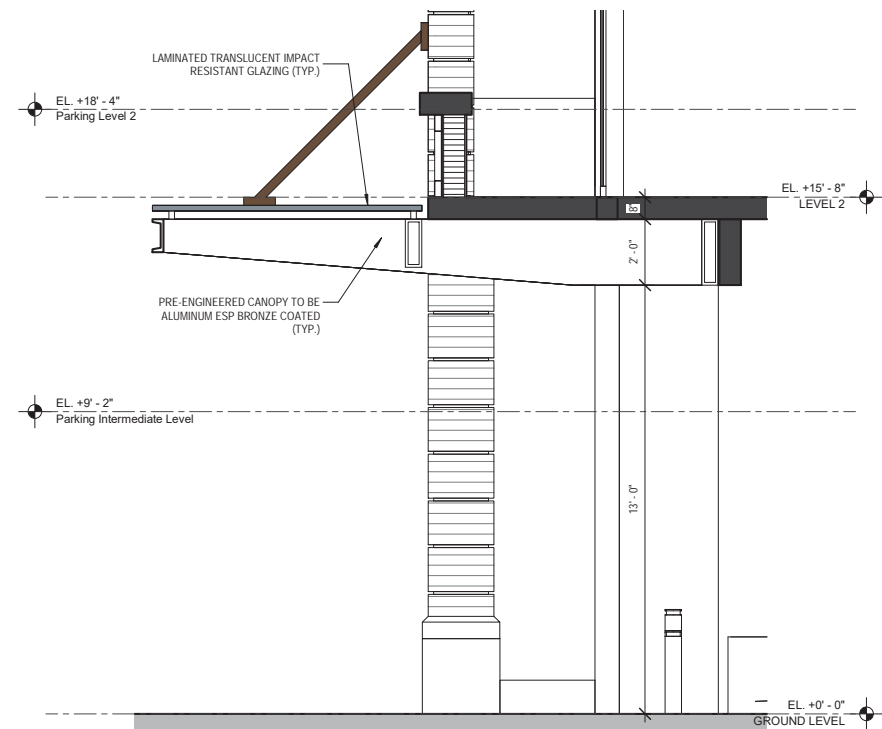 LAMINATED TRANSLUCENT IMPACT
RESISTANT GLAZING (TYP.)
EL. +18' - 4"
Parking Level 2
EL. +15' - 8"
LEVEL 2
8"
2' - 0"
PRE-ENGINEERED CANOPY TO BE
ALUMINUM ESP BRONZE COATED
(TYP.)
EL. +9' - 2"
Parking Intermediate Level
13' - 0"
EL. +0' - 0"
GROUND LEVEL